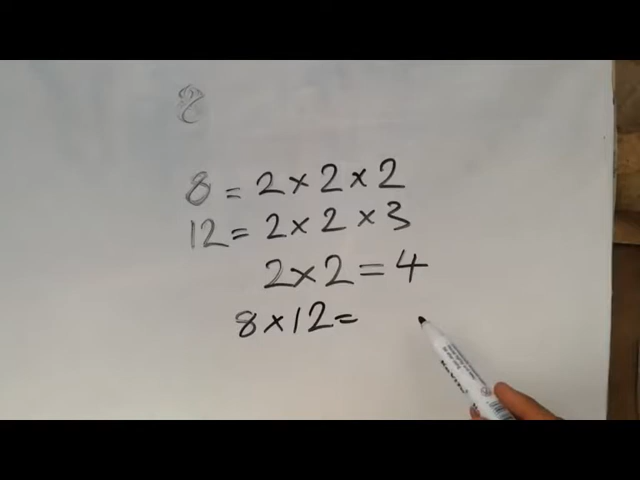 8
8 = 2 × 2 × 2
12 = 2 × 2 × 3
2 × 2 = 4
8 × 12 =